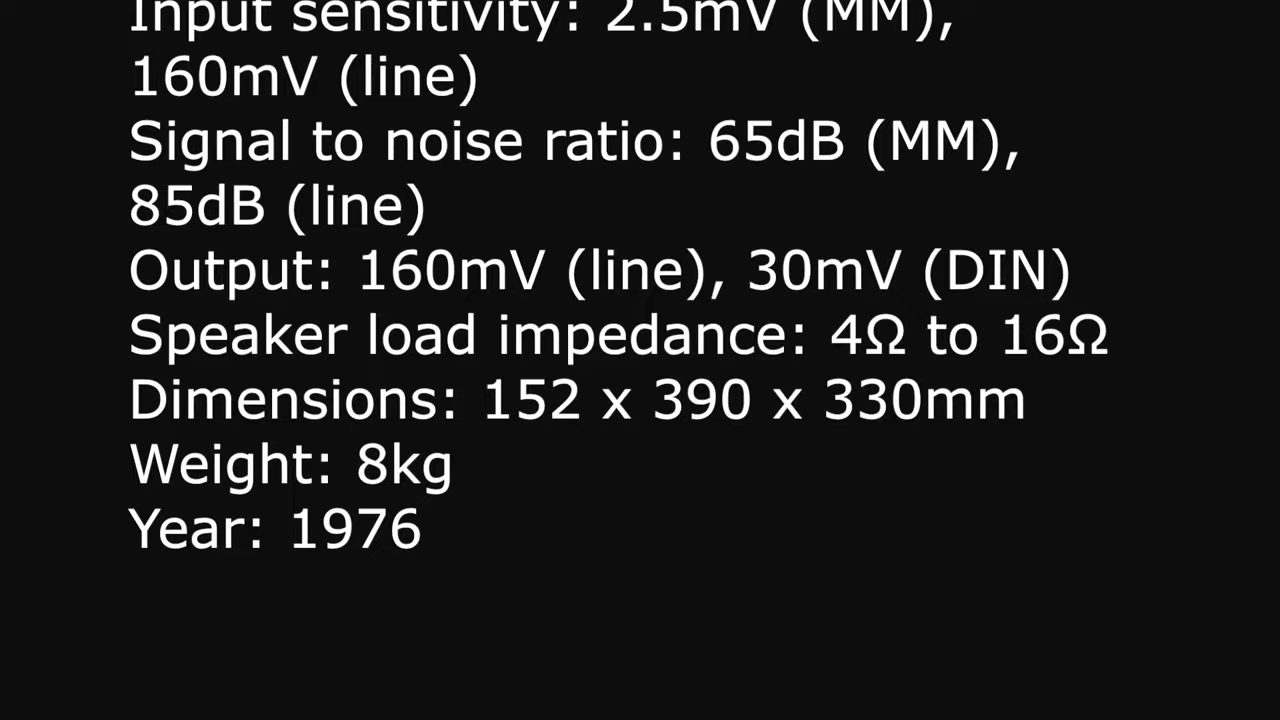 Input sensitivity: 2.5mV (MM),
160mV (line)
Signal to noise ratio: 65dB (MM),
85dB (line)
Output: 160mV (line), 30mV (DIN)
Speaker load impedance: 4Ω to 16Ω
Dimensions: 152 x 390 x 330mm
Weight: 8kg
Year: 1976